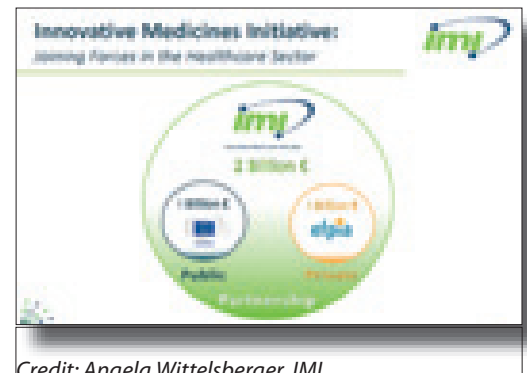 Innovative Medicines Initiative:
Joining Forces in the Healthcare Sector
imi
imi
2 Billion €
1 Billion €
1 Billion €
efpia
Public
Private
Partnership
Credit: Angela Wittelsberger, IMI